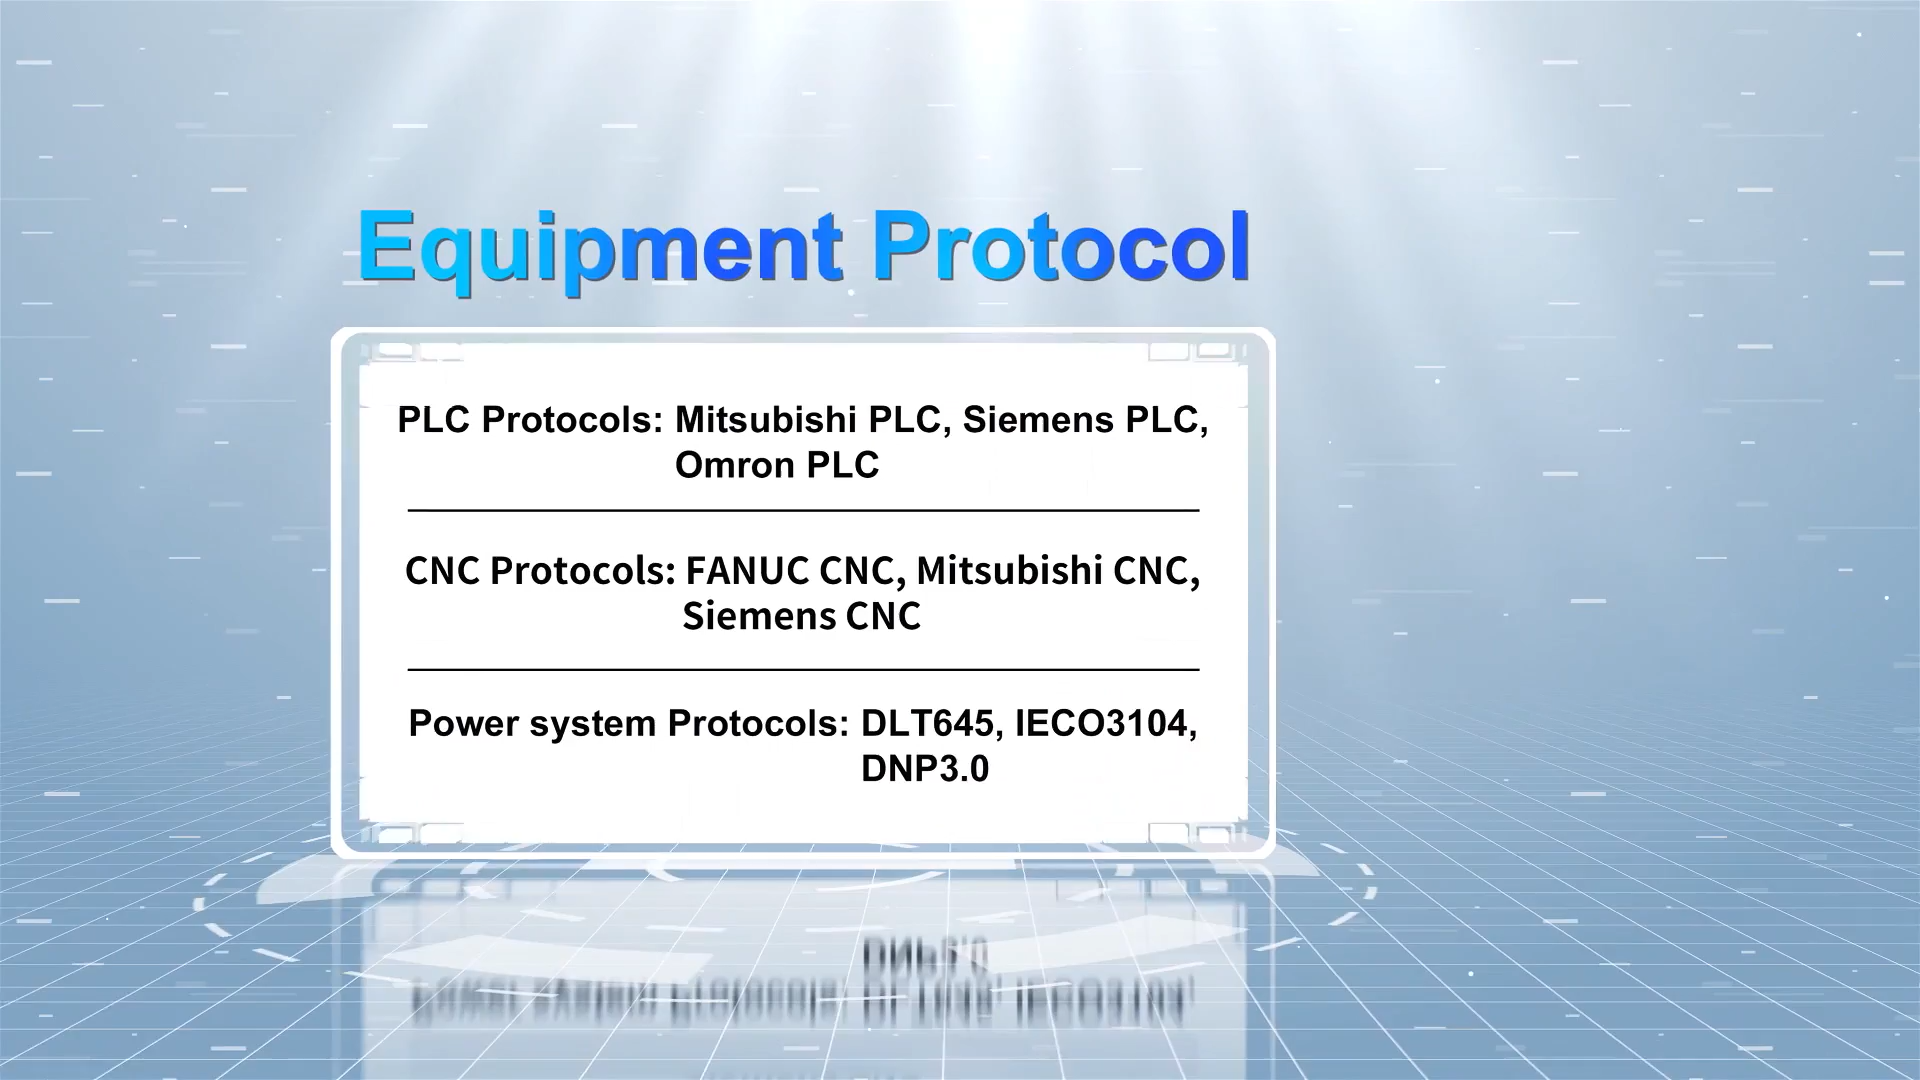 Equipment Protocol
PLC Protocols: Mitsubishi PLC, Siemens PLC,
Omron PLC
CNC Protocols: FANUC CNC, Mitsubishi CNC,
Siemens CNC
Power system Protocols: DLT645, IECO3104,
DNP3.0